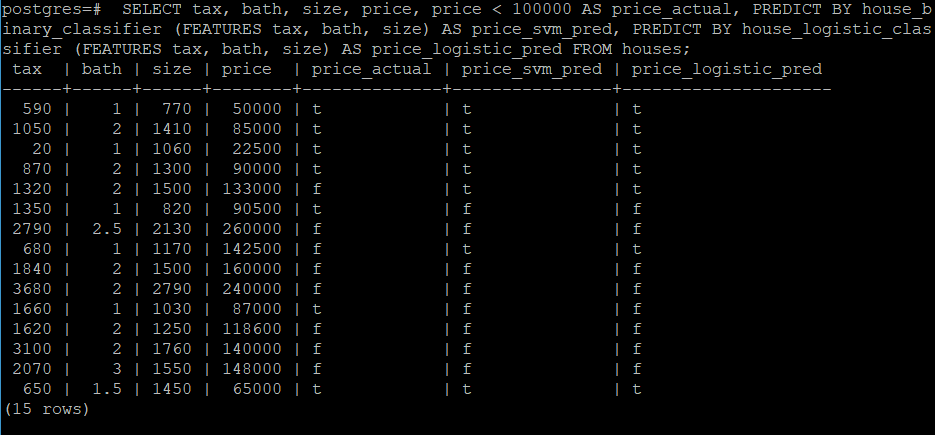 postgres=#  SELECT tax, bath, size, price, price < 100000 AS price_actual, PREDICT BY house_b
inary_classifier (FEATURES tax, bath, size) AS price_svm_pred, PREDICT BY house_logistic_clas
sifier (FEATURES tax, bath, size) AS price_logistic_pred FROM houses;
 tax  | bath | size | price  | price_actual | price_svm_pred | price_logistic_pred
------+------+------+--------+--------------+----------------+---------------------
  590 |    1 |  770 |  50000 | t            | t              | t
 1050 |    2 | 1410 |  85000 | t            | t              | t
   20 |    1 | 1060 |  22500 | t            | t              | t
  870 |    2 | 1300 |  90000 | t            | t              | t
 1320 |    2 | 1500 | 133000 | f            | t              | t
 1350 |    1 |  820 |  90500 | t            | f              | f
 2790 |  2.5 | 2130 | 260000 | f            | f              | f
  680 |    1 | 1170 | 142500 | f            | t              | t
 1840 |    2 | 1500 | 160000 | f            | f              | f
 3680 |    2 | 2790 | 240000 | f            | f              | f
 1660 |    1 | 1030 |  87000 | t            | f              | f
 1620 |    2 | 1250 | 118600 | f            | f              | f
 3100 |    2 | 1760 | 140000 | f            | f              | f
 2070 |    3 | 1550 | 148000 | f            | f              | f
  650 |  1.5 | 1450 |  65000 | t            | t              | t
(15 rows)